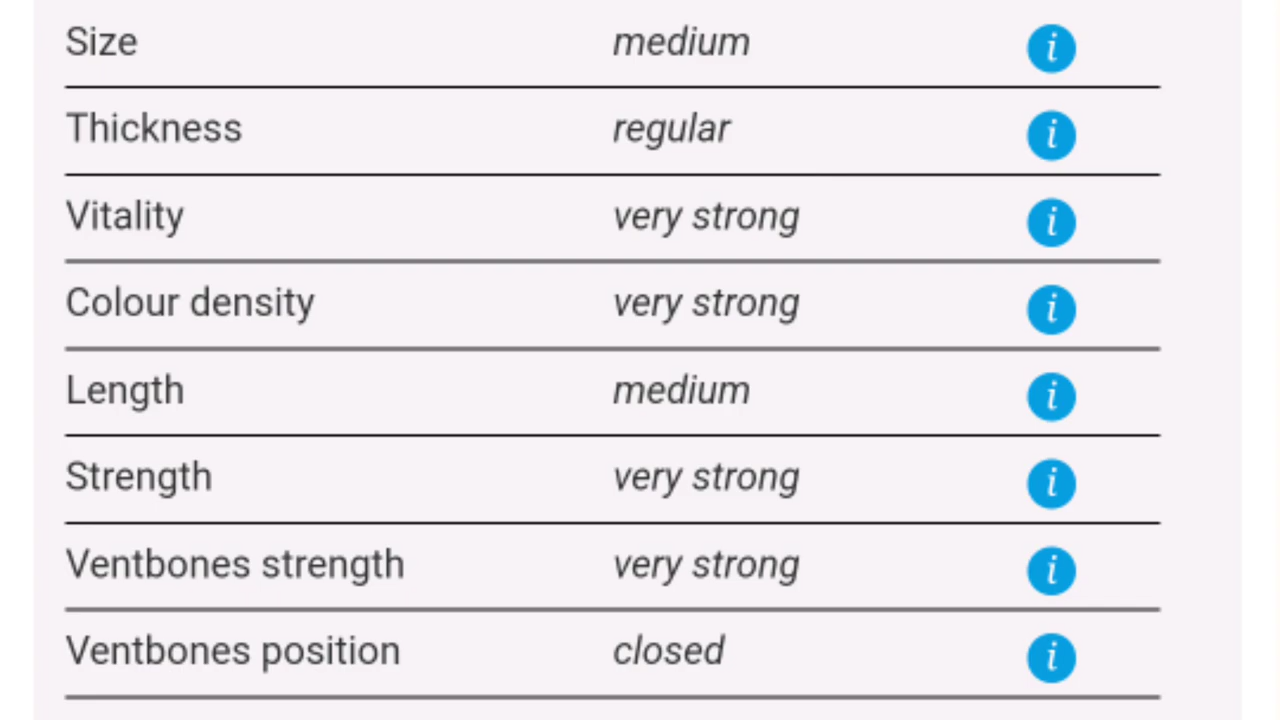 Size medium i
Thickness regular i
Vitality very strong i
Colour density very strong i
Length medium i
Strength very strong i
Ventbones strength very strong i
Ventbones position closed i